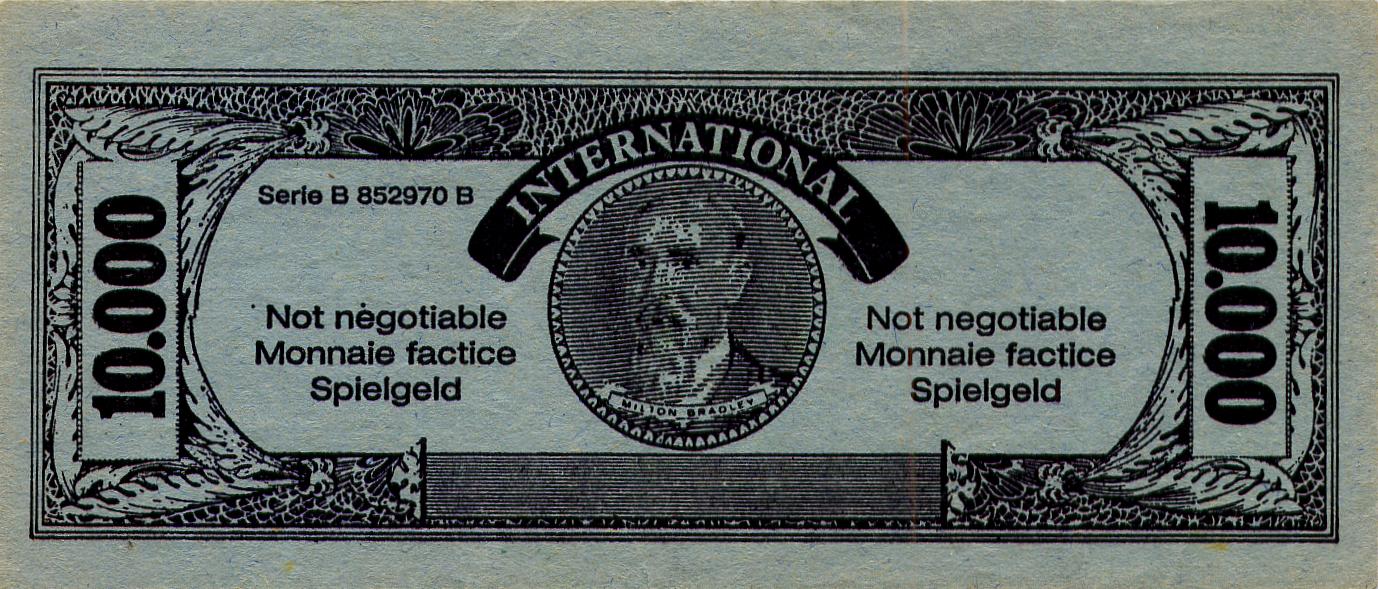 INTERNATIONAL
Serie B 852970 B
10.000
10.000
Not negotiable
Monnaie factice
Spielgeld
Not negotiable
Monnaie factice
Spielgeld
MILTON BRADLEY